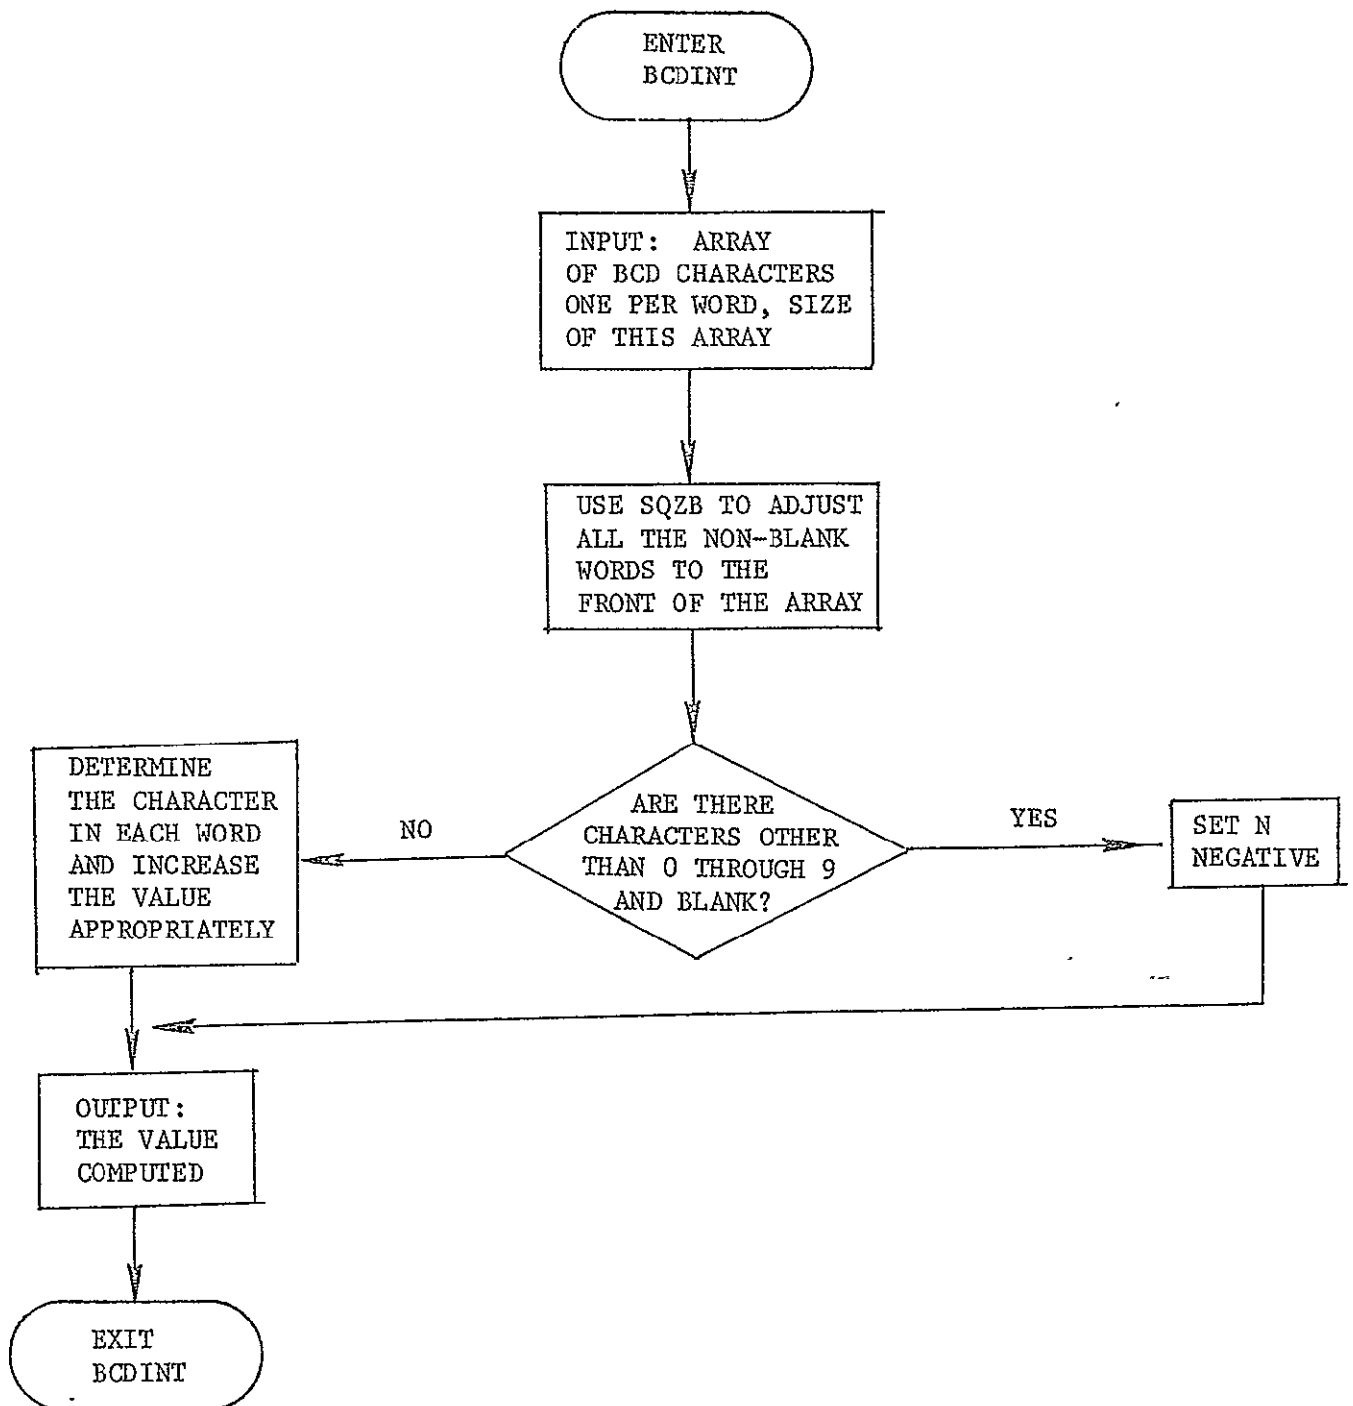 ENTER
BCDINT
INPUT: ARRAY
OF BCD CHARACTERS
ONE PER WORD, SIZE
OF THIS ARRAY
USE SQZB TO ADJUST
ALL THE NON-BLANK
WORDS TO THE
FRONT OF THE ARRAY
ARE THERE
CHARACTERS OTHER
THAN 0 THROUGH 9
AND BLANK?
NO
YES
DETERMINE
THE CHARACTER
IN EACH WORD
AND INCREASE
THE VALUE
APPROPRIATELY
SET N
NEGATIVE
OUTPUT:
THE VALUE
COMPUTED
EXIT
BCDINT